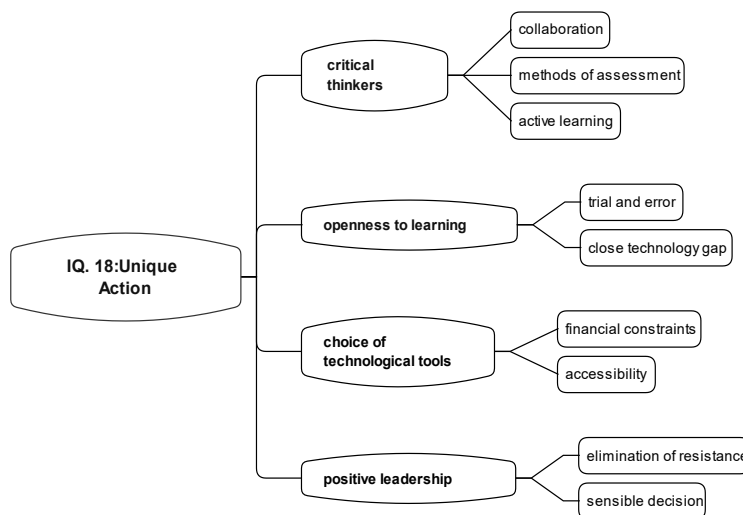 IQ. 18:Unique
Action
critical
thinkers
collaboration
methods of assessment
active learning
openness to learning
trial and error
close technology gap
choice of
technological tools
financial constraints
accessibility
positive leadership
elimination of resistance
sensible decision